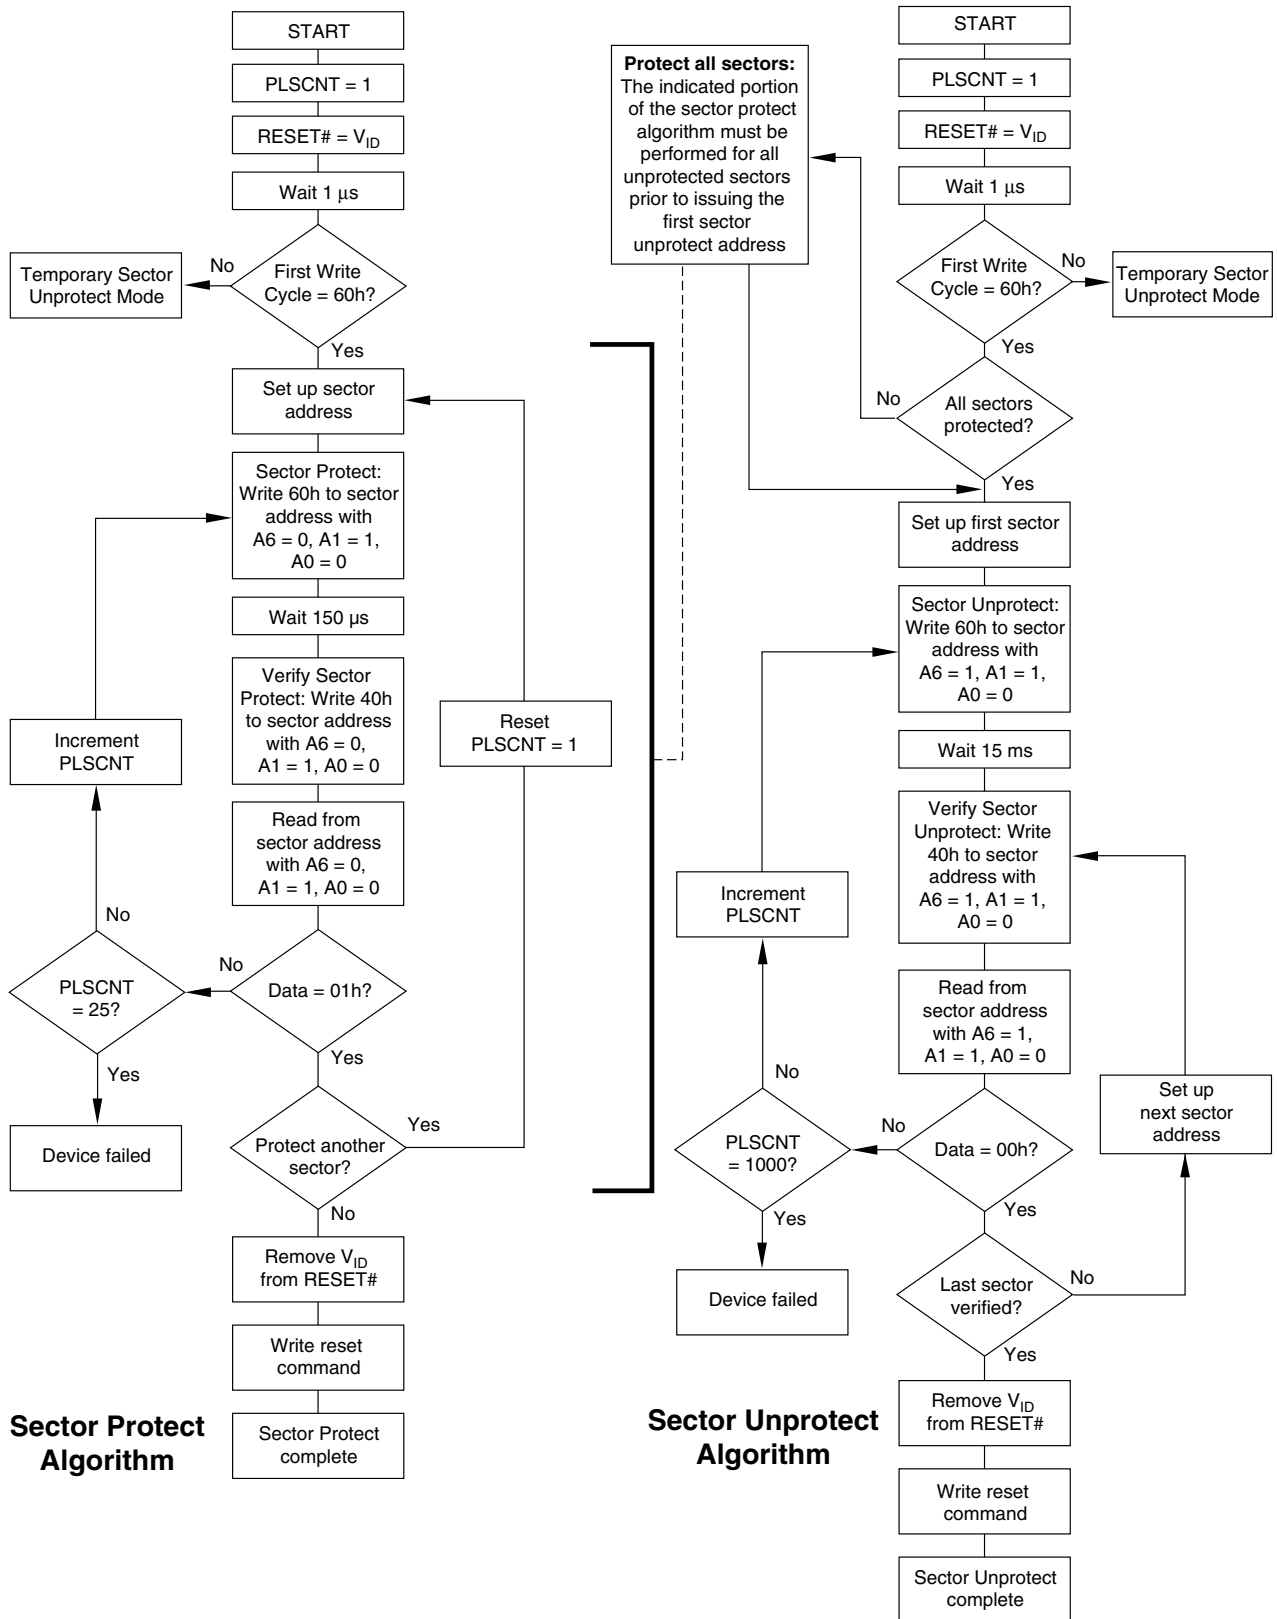 START
PLSCNT = 1
RESET# = VID
Wait 1 μs
First Write
Cycle = 60h?
No
Temporary Sector
Unprotect Mode
Yes
Set up sector
address
Sector Protect:
Write 60h to sector
address with
A6 = 0, A1 = 1,
A0 = 0
Wait 150 µs
Verify Sector
Protect: Write 40h
to sector address
with A6 = 0,
A1 = 1, A0 = 0
Read from
sector address
with A6 = 0,
A1 = 1, A0 = 0
Data = 01h?
No
PLSCNT
= 25?
No
Increment
PLSCNT
Yes
Device failed
Yes
Protect another
sector?
Yes
Reset
PLSCNT = 1
No
Remove VID
from RESET#
Write reset
command
Sector Protect
complete
Sector Protect
Algorithm
Protect all sectors:
The indicated portion
of the sector protect
algorithm must be
performed for all
unprotected sectors
prior to issuing the
first sector
unprotect address
START
PLSCNT = 1
RESET# = VID
Wait 1 μs
First Write
Cycle = 60h?
No
Temporary Sector
Unprotect Mode
Yes
All sectors
protected?
No
Yes
Set up first sector
address
Sector Unprotect:
Write 60h to sector
address with
A6 = 1, A1 = 1,
A0 = 0
Wait 15 ms
Verify Sector
Unprotect: Write
40h to sector
address with
A6 = 1, A1 = 1,
A0 = 0
Read from
sector address
with A6 = 1,
A1 = 1, A0 = 0
Data = 00h?
No
PLSCNT
= 1000?
No
Increment
PLSCNT
Yes
Device failed
Yes
Last sector
verified?
No
Set up
next sector
address
Yes
Remove VID
from RESET#
Write reset
command
Sector Unprotect
complete
Sector Unprotect
Algorithm